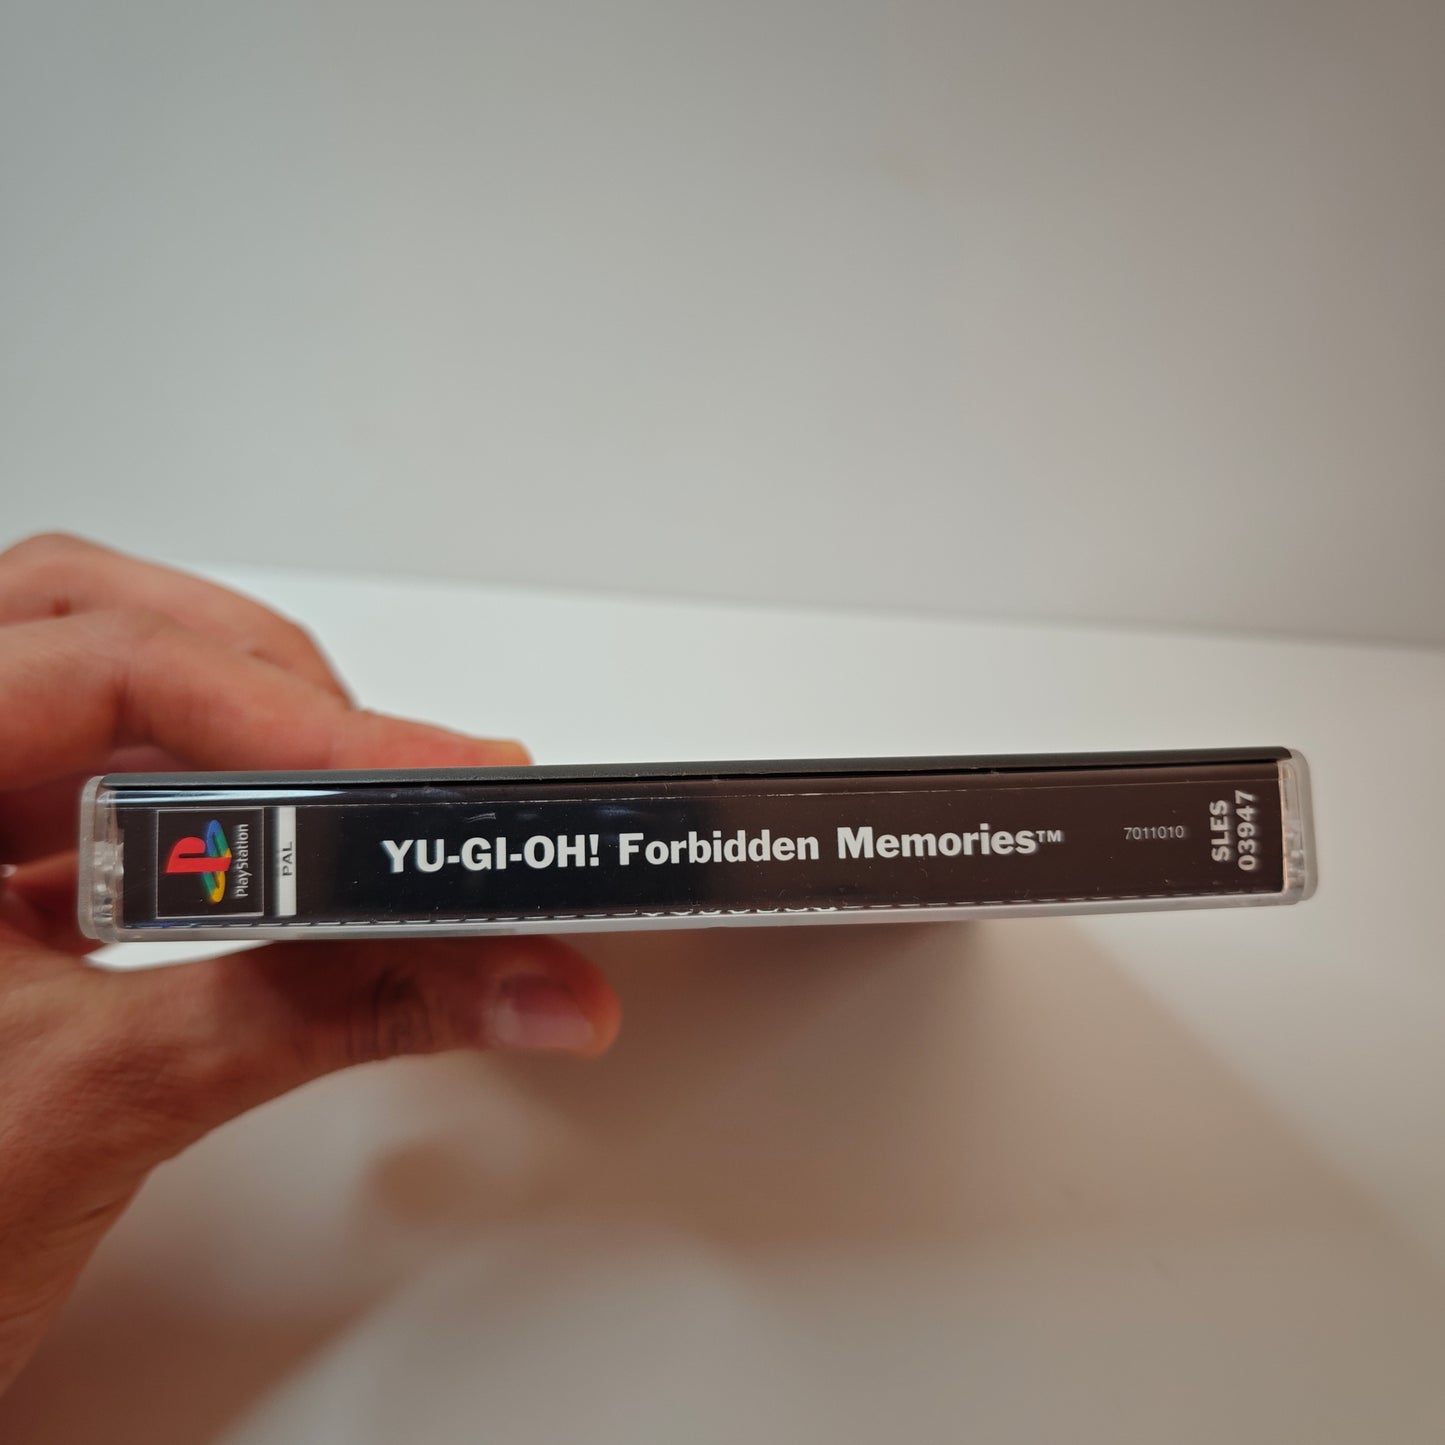 PlayStation
PAL
YU-GI-OH! Forbidden Memories™
7011010
SLES
03947